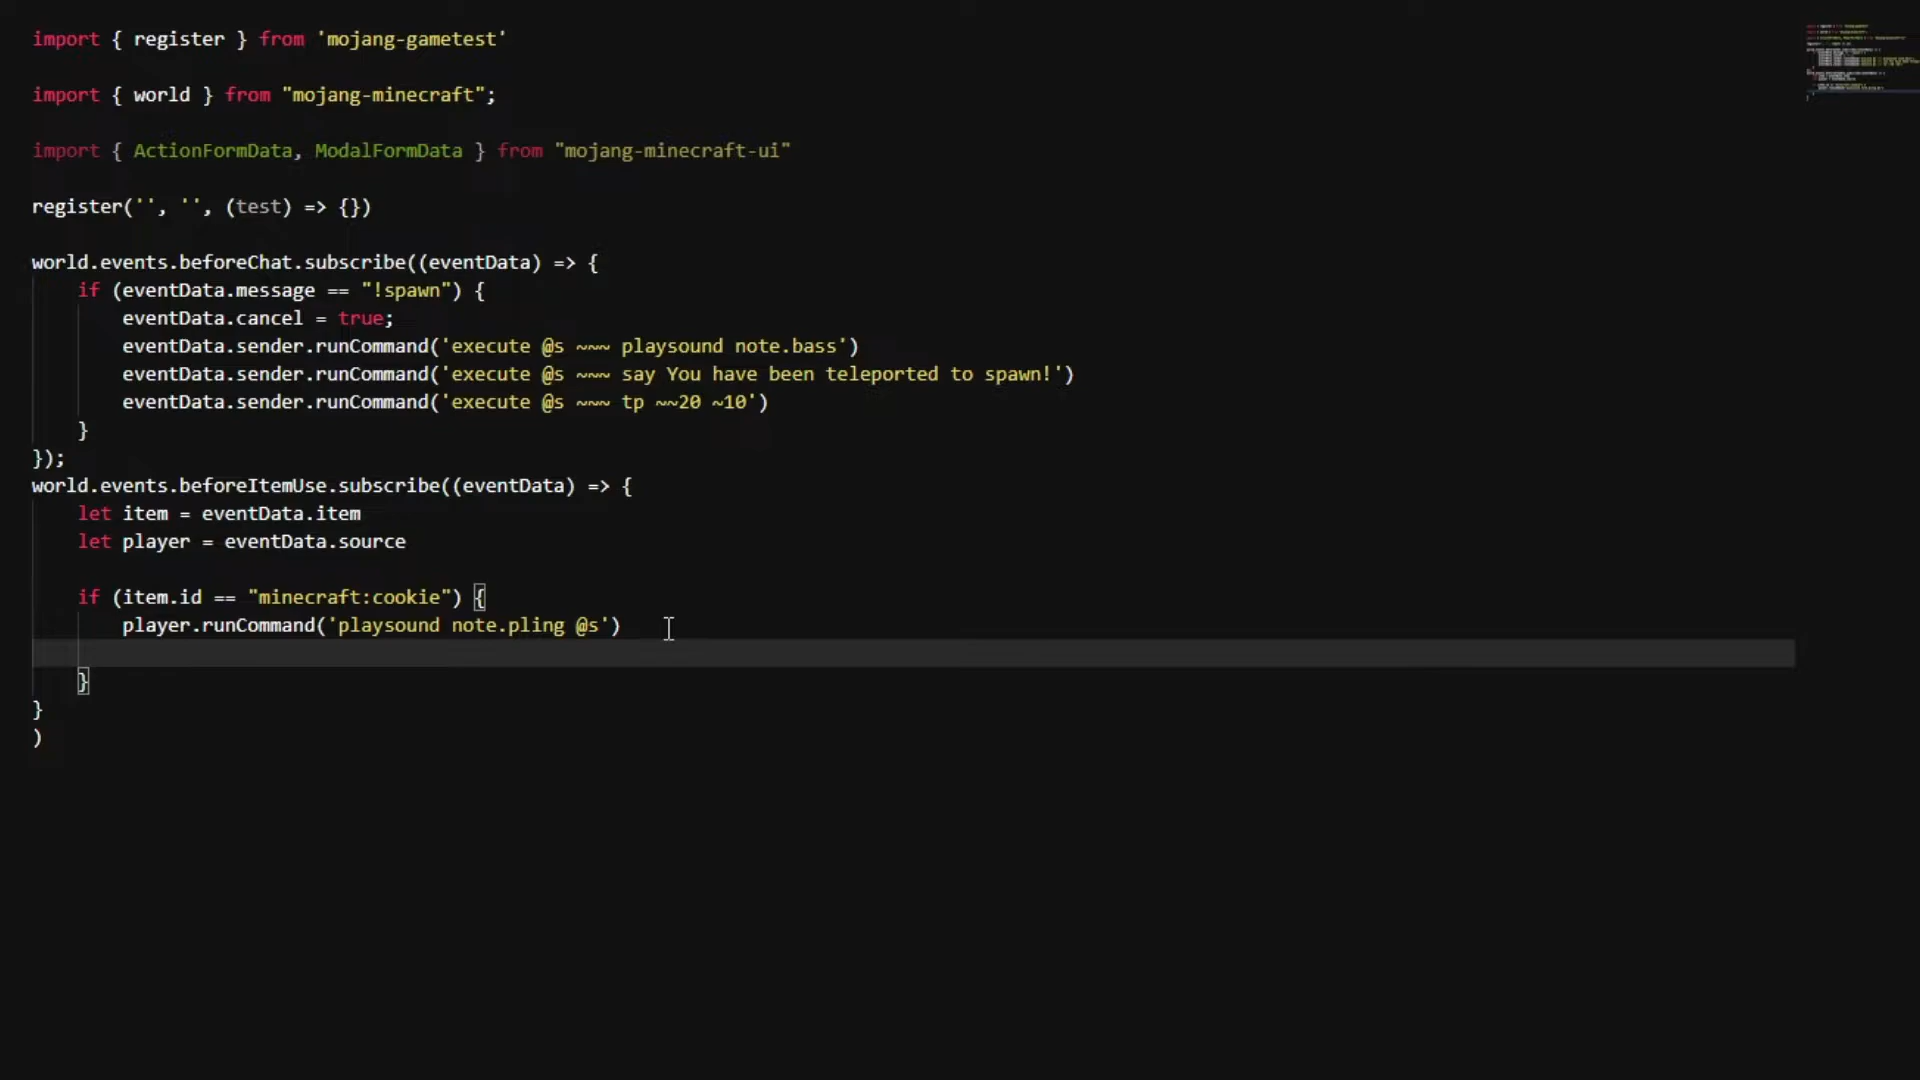 import { register } from 'mojang-gametest'
import { world } from "mojang-minecraft";
import { ActionFormData, ModalFormData } from "mojang-minecraft-ui"
register('', '', (test) => {})
world.events.beforeChat.subscribe((eventData) => {
if (eventData.message == "!spawn") {
eventData.cancel = true;
eventData.sender.runCommand('execute @s ~~~ playsound note.bass')
eventData.sender.runCommand('execute @s ~~~ say You have been teleported to spawn!')
eventData.sender.runCommand('execute @s ~~~ tp ~~20 ~10')
}
});
world.events.beforeItemUse.subscribe((eventData) => {
let item = eventData.item
let player = eventData.source
if (item.id == "minecraft:cookie") {
player.runCommand('playsound note.pling @s')
}
}
)